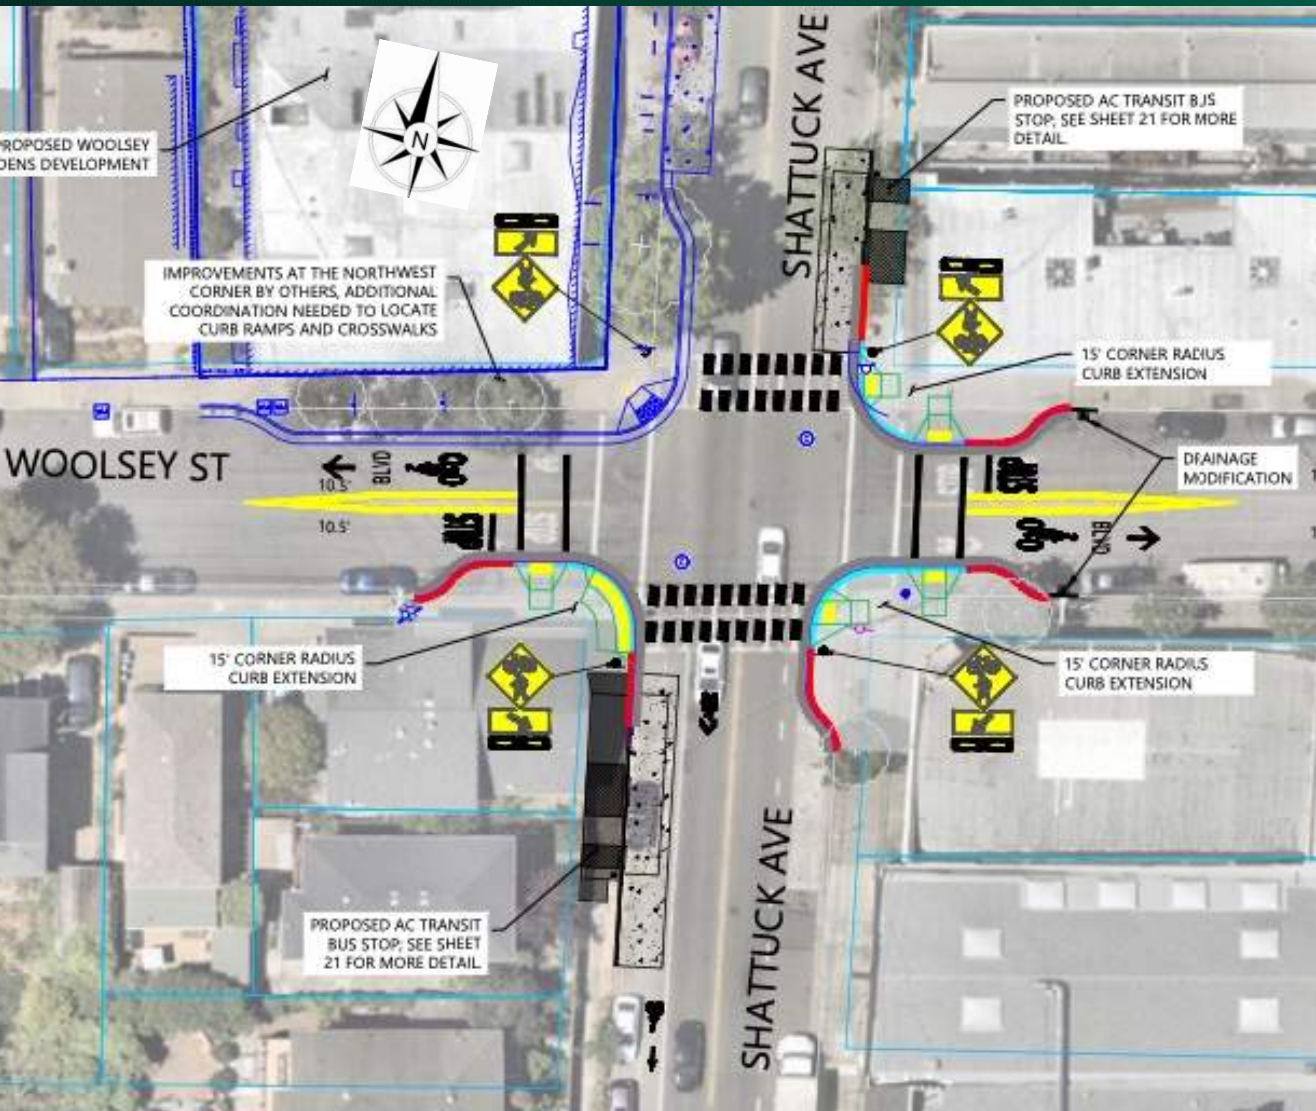 SHATTUCK AVE
PROPOSED AC TRANSIT BUS
STOP; SEE SHEET 21 FOR MORE
DETAIL.
PROPOSED WOOLSEY
DENS DEVELOPMENT
N
IMPROVEMENTS AT THE NORTHWEST
CORNER BY OTHERS, ADDITIONAL
COORDINATION NEEDED TO LOCATE
CURB RAMPS AND CROSSWALKS
15' CORNER RADIUS
CURB EXTENSION
WOOLSEY ST
BLVD
10.5'
10.5'
STOP
STOP
BLVD
DRAINAGE
MODIFICATION
15' CORNER RADIUS
CURB EXTENSION
15' CORNER RADIUS
CURB EXTENSION
PROPOSED AC TRANSIT
BUS STOP; SEE SHEET
21 FOR MORE DETAIL
SHATTUCK AVE